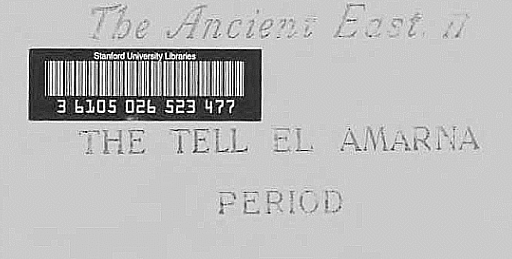 The Ancient East. II
Stanford University Libraries
3 6105 026 523 477
THE TELL EL AMARNA
PERIOD